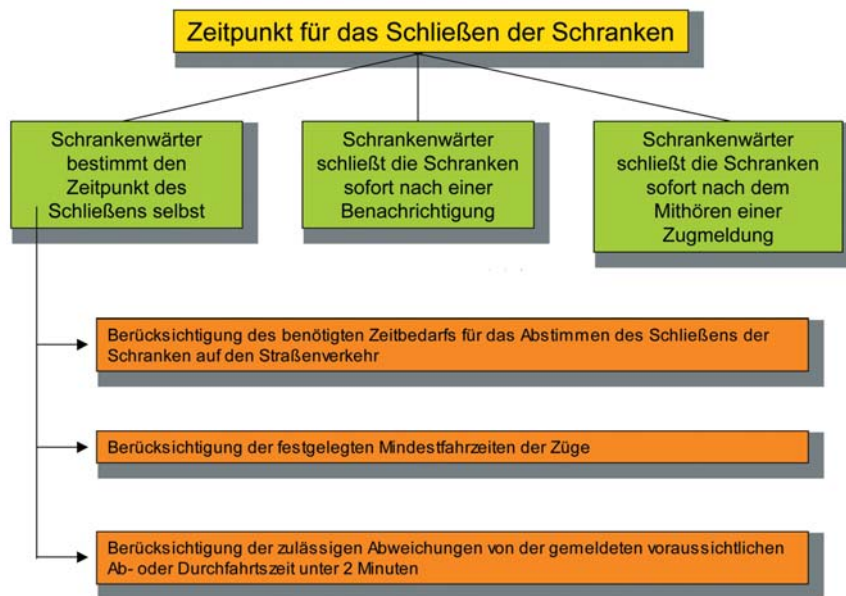 Zeitpunkt für das Schließen der Schranken
Schrankenwärter
bestimmt den
Zeitpunkt des
Schließens selbst
Schrankenwärter
schließt die Schranken
sofort nach einer
Benachrichtigung
Schrankenwärter
schließt die Schranken
sofort nach dem
Mithören einer
Zugmeldung
Berücksichtigung des benötigten Zeitbedarfs für das Abstimmen des Schließens der
Schranken auf den Straßenverkehr
Berücksichtigung der festgelegten Mindestfahrzeiten der Züge
Berücksichtigung der zulässigen Abweichungen von der gemeldeten voraussichtlichen
Ab- oder Durchfahrtszeit unter 2 Minuten